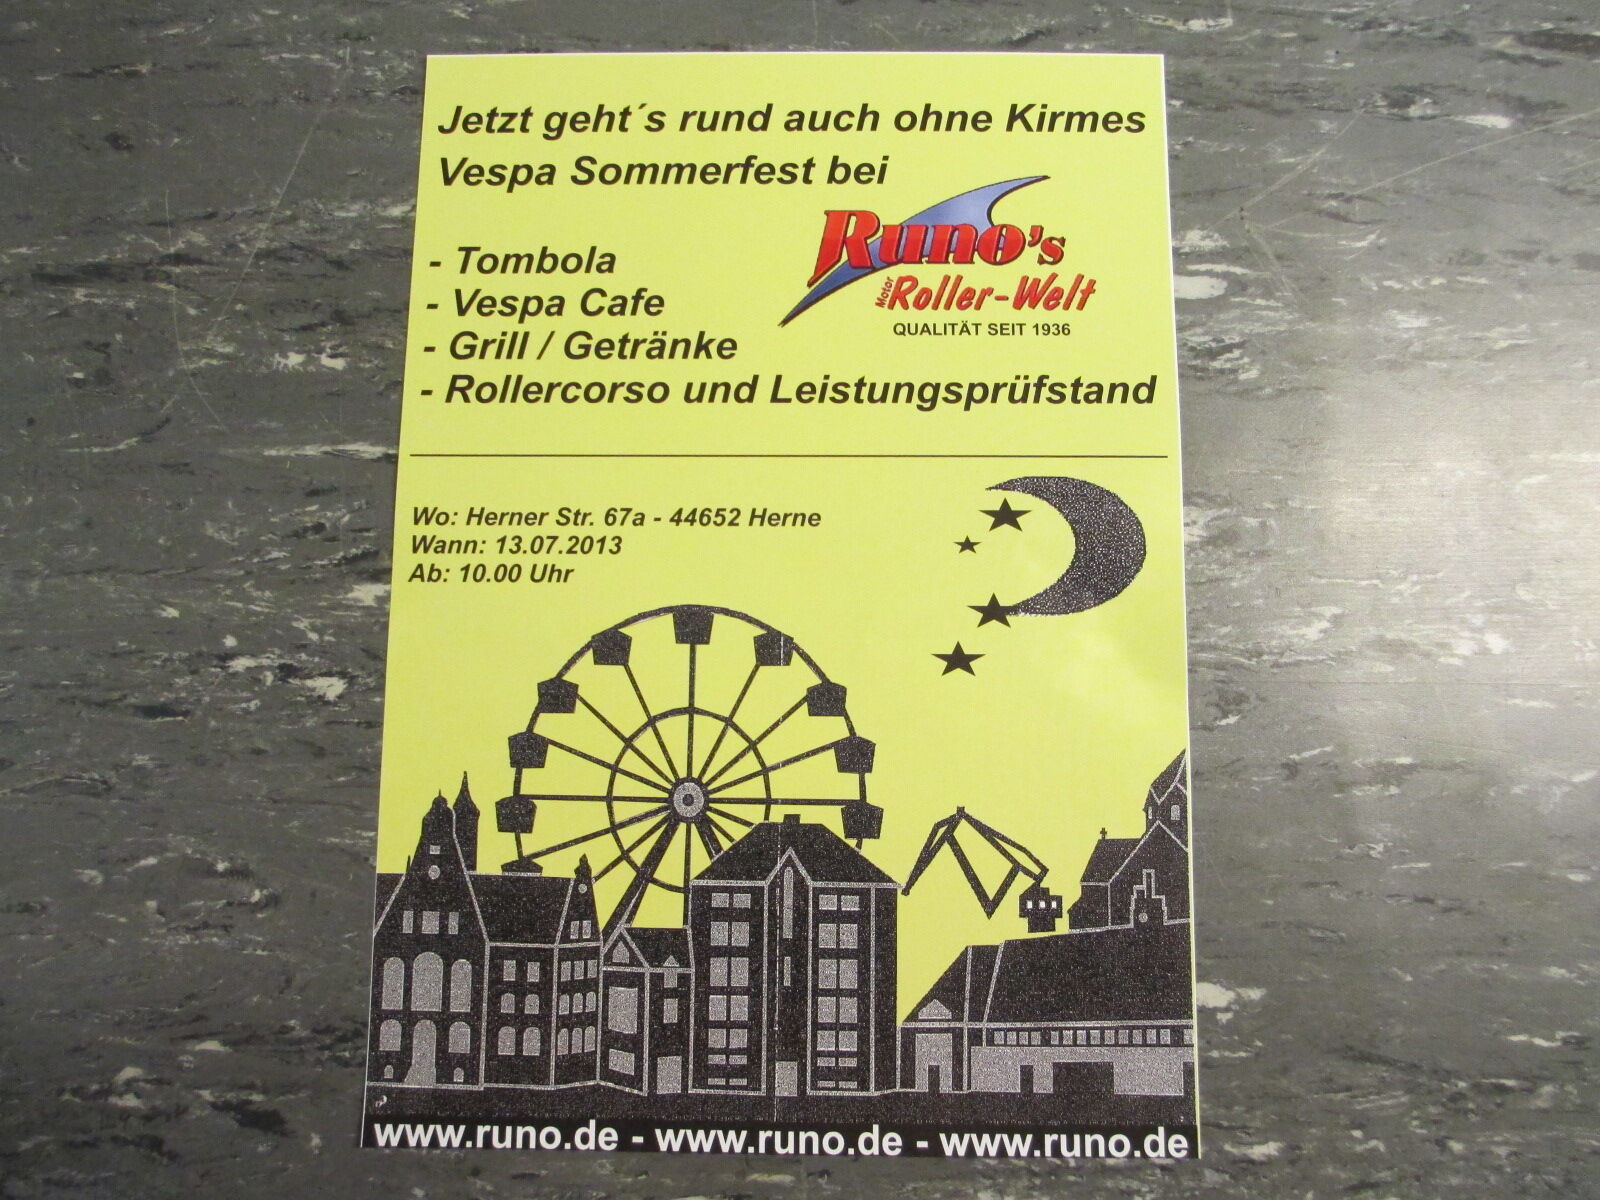 Jetzt geht´s rund auch ohne Kirmes
Vespa Sommerfest bei
Runo's
Motor Roller-Welt
QUALITÄT SEIT 1936
- Tombola
- Vespa Cafe
- Grill / Getränke
- Rollercorso und Leistungsprüfstand
Wo: Herner Str. 67a - 44652 Herne
Wann: 13.07.2013
Ab: 10.00 Uhr
www.runo.de - www.runo.de - www.runo.de